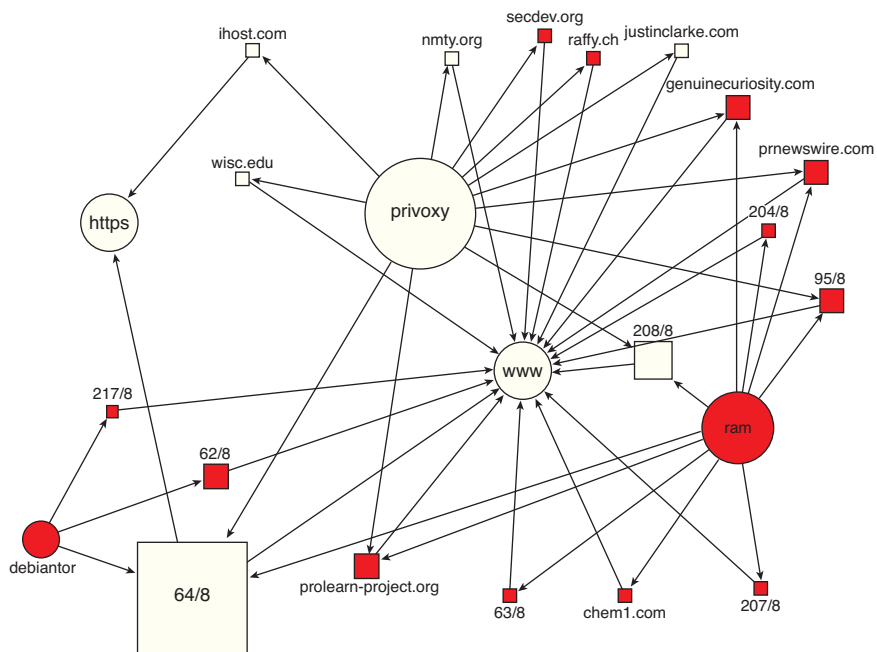 secdev.org
ihost.com
nmty.org
raffy.ch
justinclarke.com
genuinecuriosity.com
prnewswire.com
wisc.edu
privoxy
https
204/8
95/8
208/8
www
217/8
ram
62/8
debiantor
64/8
prolearn-project.org
63/8
chem1.com
207/8